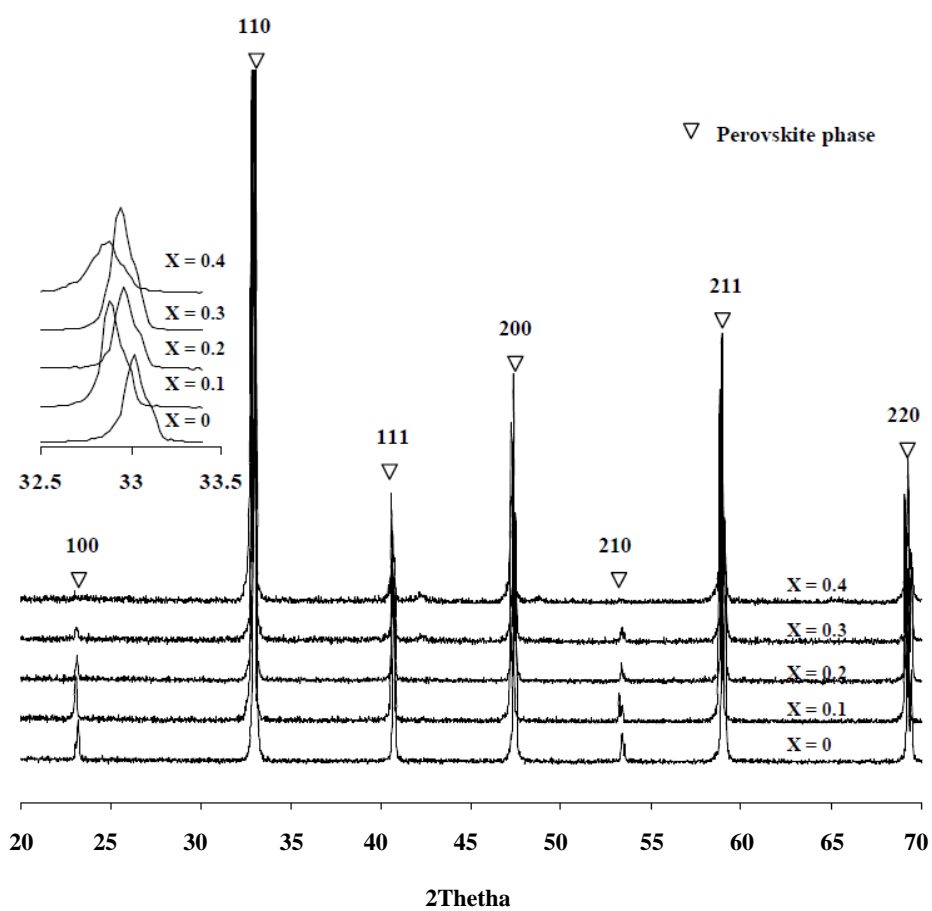 110
Perovskite phase
X = 0.4
X = 0.3
X = 0.2
X = 0.1
X = 0
32.5 33 33.5
211
200
111
220
100
210
X = 0.4
X = 0.3
X = 0.2
X = 0.1
X = 0
20 25 30 35 40 45 50 55 60 65 70
2Thetha